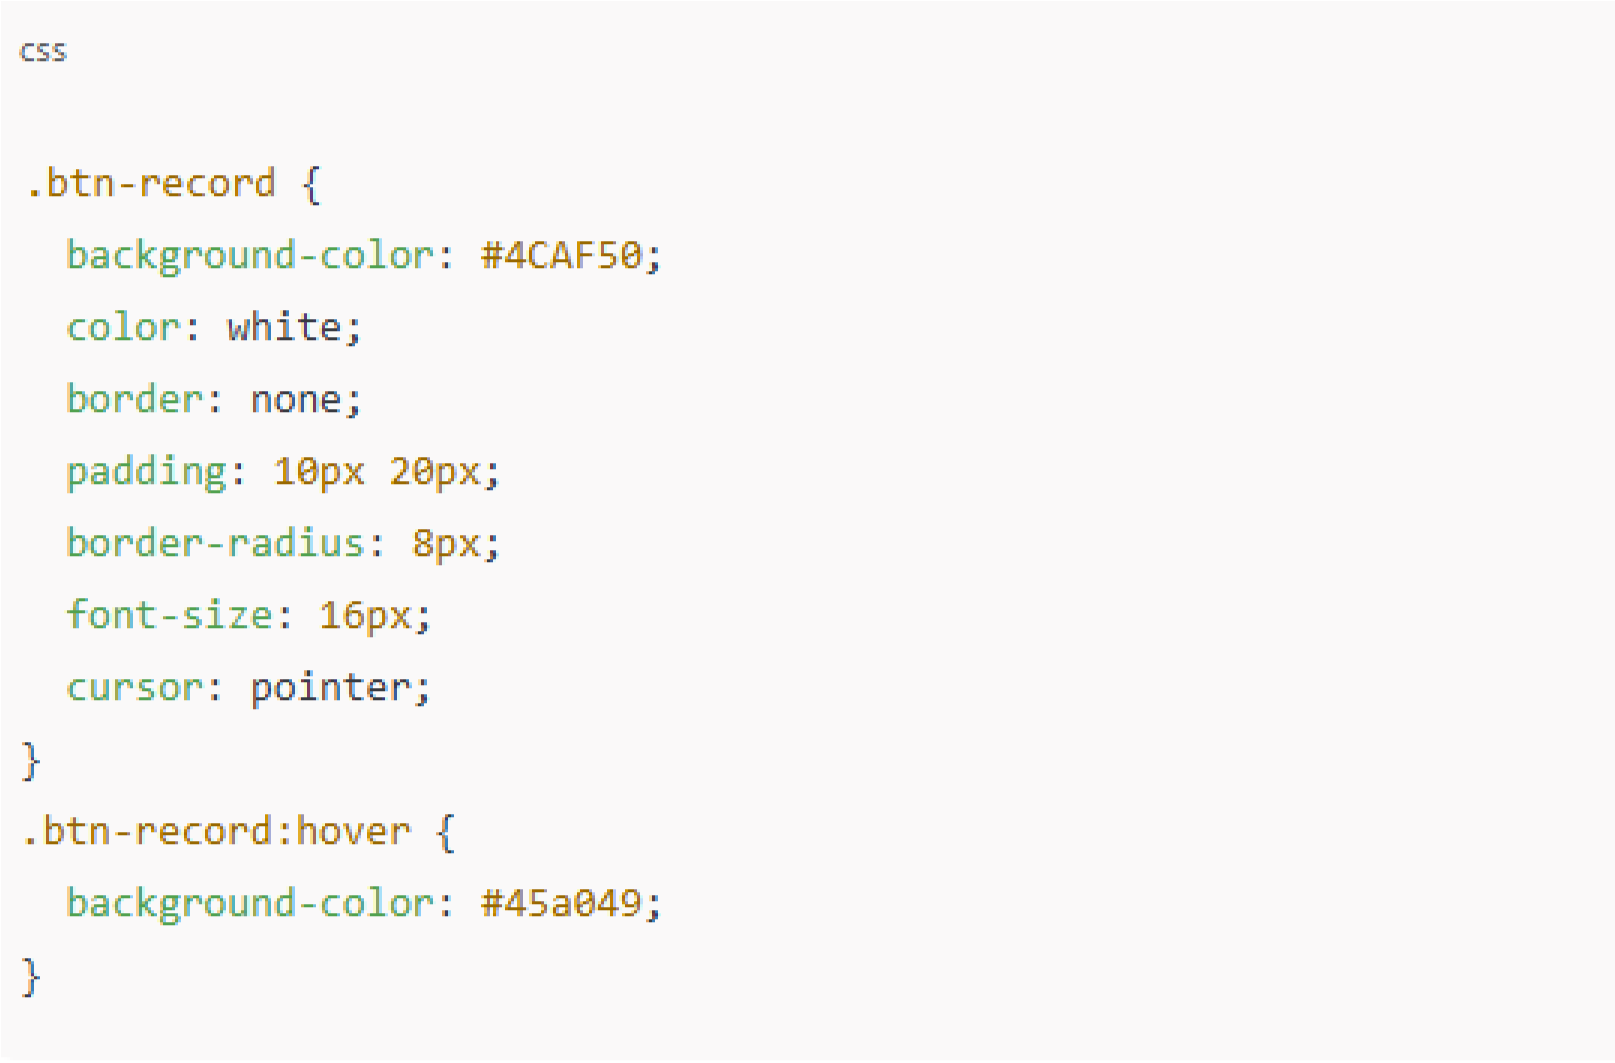 css
.btn-record {
  background-color: #4CAF50;
  color: white;
  border: none;
  padding: 10px 20px;
  border-radius: 8px;
  font-size: 16px;
  cursor: pointer;
}
.btn-record:hover {
  background-color: #45a049;
}